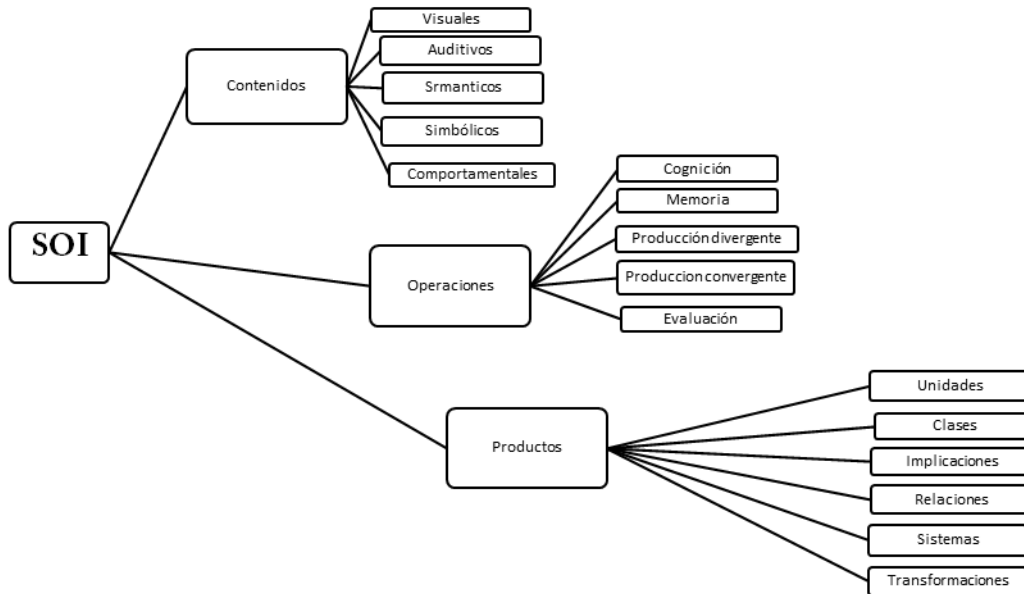 SOI
Contenidos
Visuales
Auditivos
Srmanticos
Simbólicos
Comportamentales
Operaciones
Cognición
Memoria
Producción divergente
Produccion convergente
Evaluación
Productos
Unidades
Clases
Implicaciones
Relaciones
Sistemas
Transformaciones